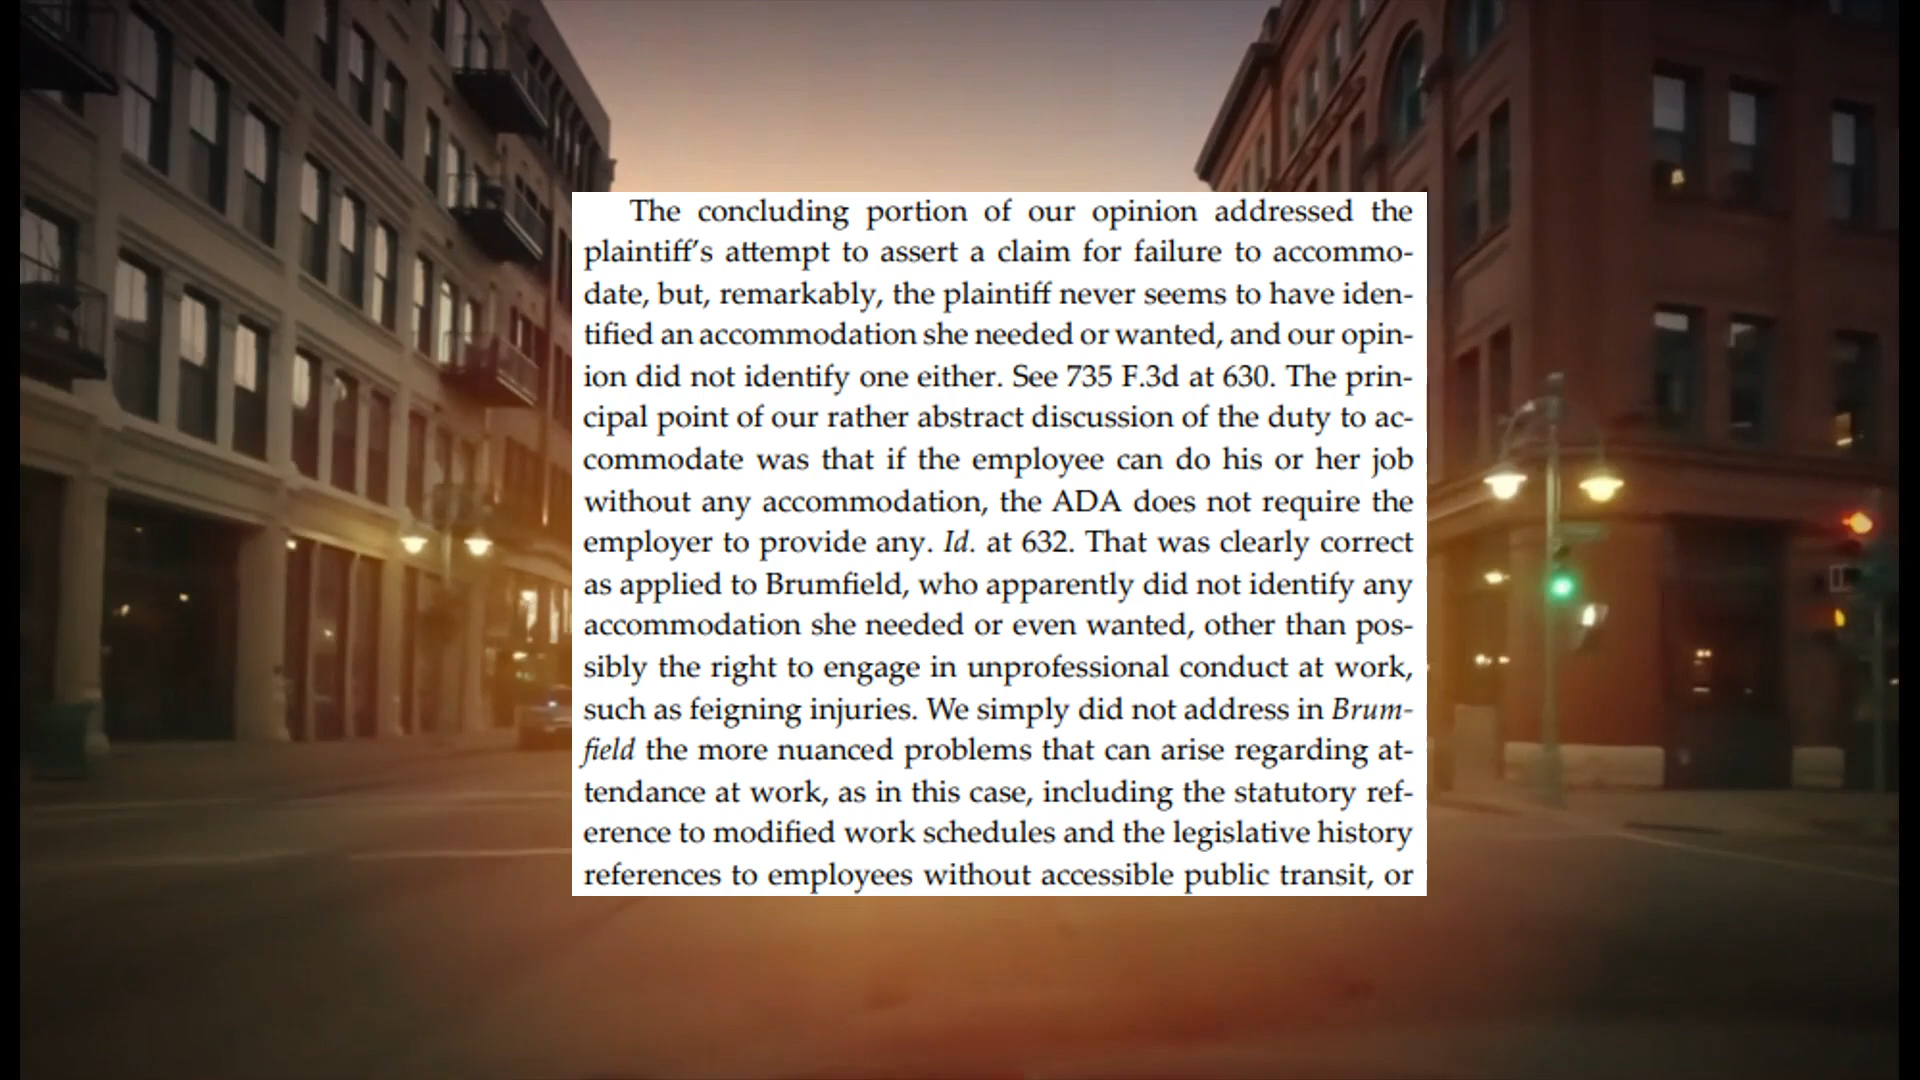 The concluding portion of our opinion addressed the
plaintiff's attempt to assert a claim for failure to accommo-
date, but, remarkably, the plaintiff never seems to have iden-
tified an accommodation she needed or wanted, and our opin-
ion did not identify one either. See 735 F.3d at 630. The prin-
cipal point of our rather abstract discussion of the duty to ac-
commodate was that if the employee can do his or her job
without any accommodation, the ADA does not require the
employer to provide any. Id. at 632. That was clearly correct
as applied to Brumfield, who apparently did not identify any
accommodation she needed or even wanted, other than pos-
sibly the right to engage in unprofessional conduct at work,
such as feigning injuries. We simply did not address in Brum-
field the more nuanced problems that can arise regarding at-
tendance at work, as in this case, including the statutory ref-
erence to modified work schedules and the legislative history
references to employees without accessible public transit, or